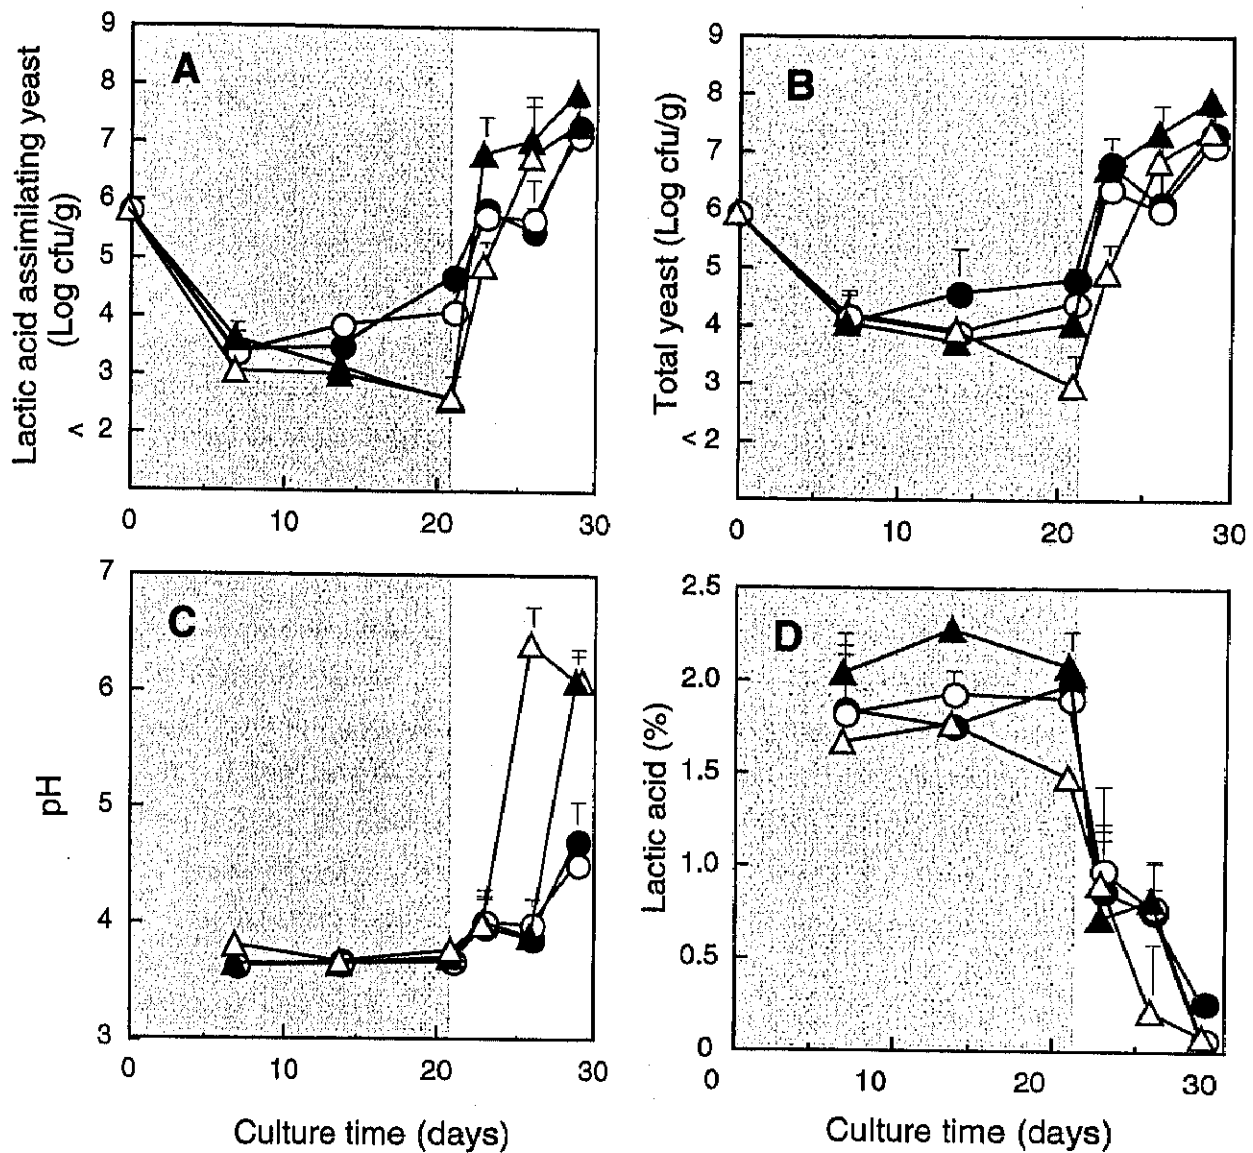 Lactic acid assimilating yeast
(Log cfu/g)
A
9
8
7
6
5
4
3
^ 2
0 10 20 30
Total yeast (Log cfu/g)
B
9
8
7
6
5
4
3
^ 2
0 10 20 30
pH
C
7
6
5
4
3
0 10 20 30
Culture time (days)
Lactic acid (%)
D
2.5
2.0
1.5
1.0
0.5
0
0 10 20 30
Culture time (days)